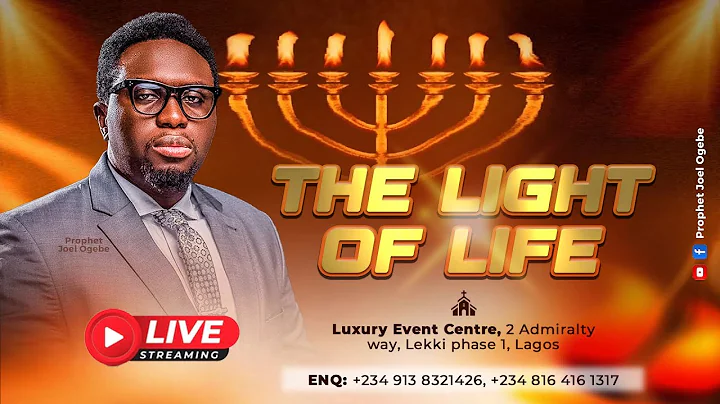 THE LIGHT
OF LIFE
Prophet
Joel Ogebe
LIVE
STREAMING
Luxury Event Centre, 2 Admiralty
way, Lekki phase 1, Lagos
ENQ: +234 913 8321426, +234 816 416 1317
Prophet Joel Ogebe